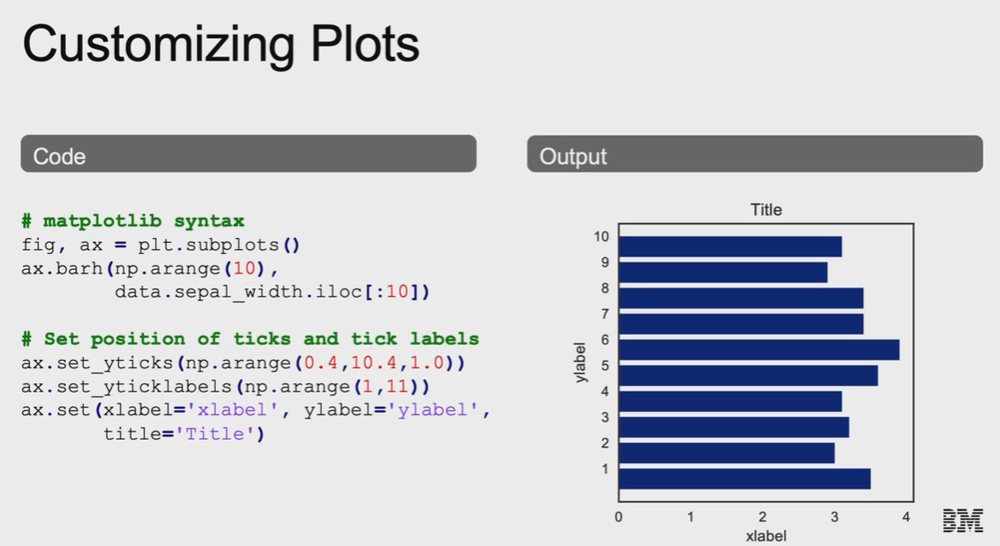 Customizing Plots
Code
# matplotlib syntax
fig, ax = plt.subplots()
ax.barh(np.arange(10),
data.sepal_width.iloc[:10])
# Set position of ticks and tick labels
ax.set_yticks(np.arange(0.4,10.4,1.0))
ax.set_yticklabels(np.arange(1,11))
ax.set(xlabel='xlabel', ylabel='ylabel',
title='Title')
Output
Title
10
9
8
7
6
5
4
3
2
1
ylabel
0 1 2 3 4
xlabel
BM